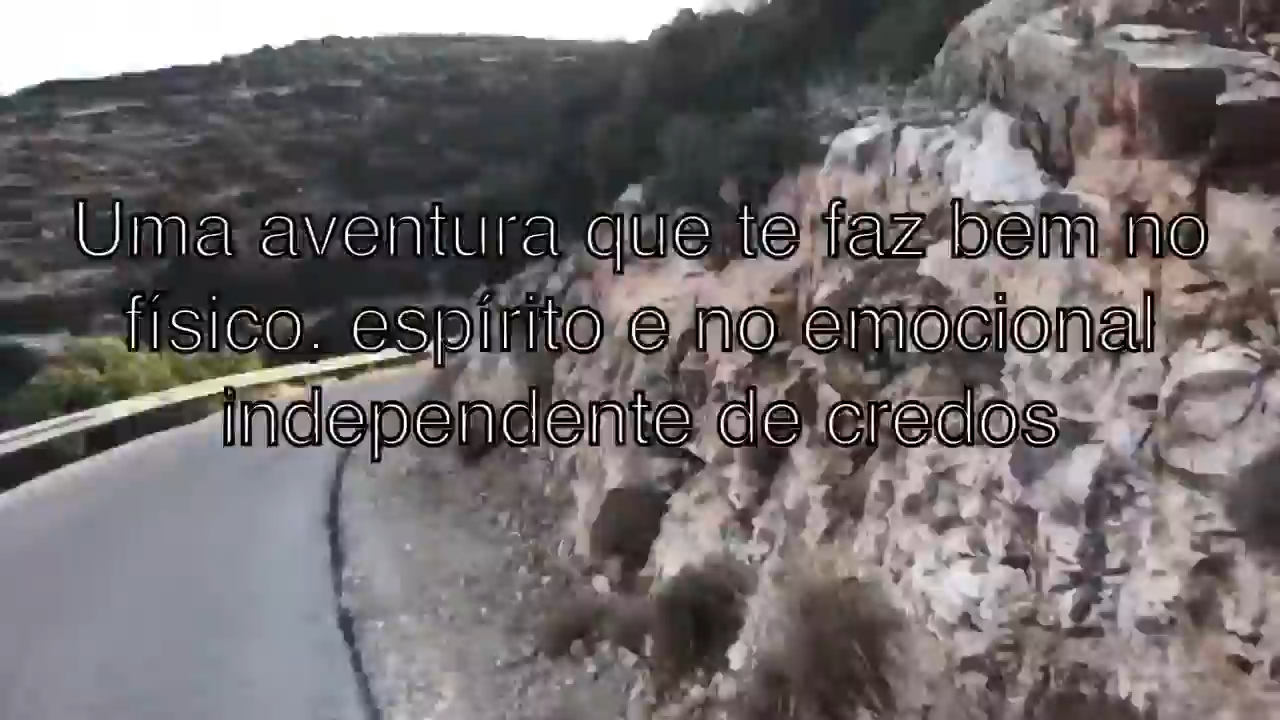 Uma aventura que te faz bem no
físico. espírito e no emocional
independente de credos